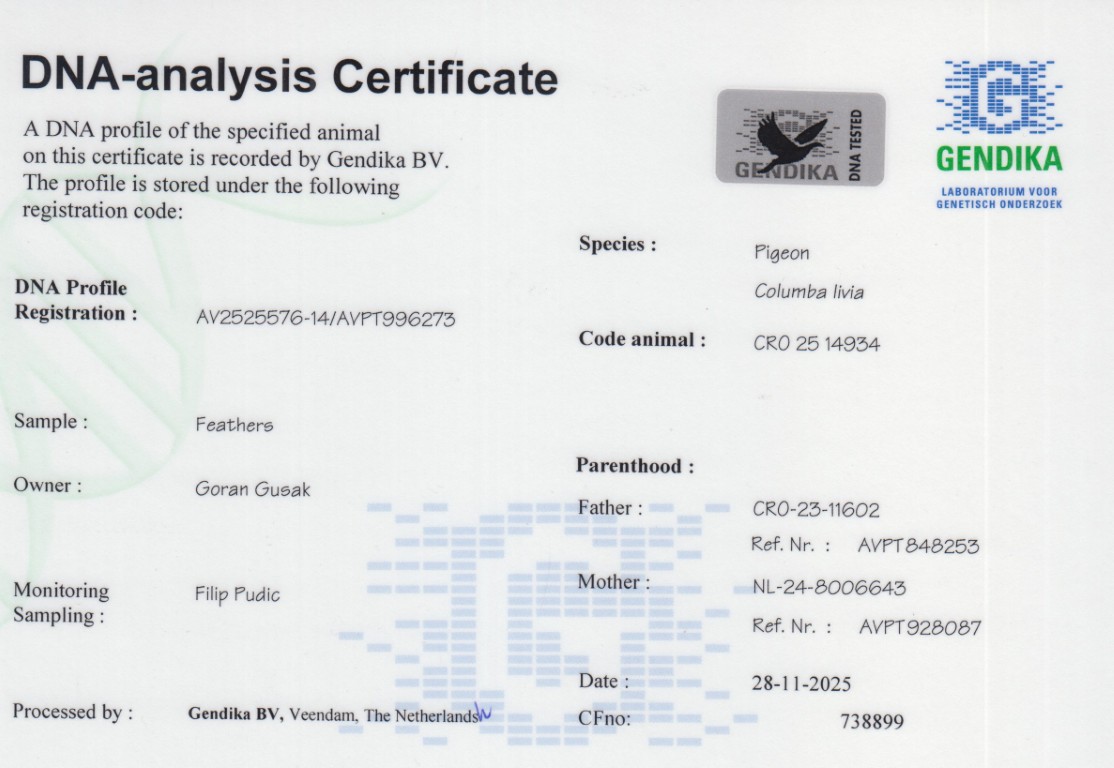 DNA-analysis Certificate
A DNA profile of the specified animal
on this certificate is recorded by Gendika BV.
The profile is stored under the following
registration code:
GENDIKA
DNA TESTED
GENDIKA
LABORATORIUM VOOR
GENETISCH ONDERZOEK
Species : Pigeon
Columba livia
DNA Profile
Registration : AV2525576-14/AVPT996273
Code animal : CRO 25 14934
Sample : Feathers
Owner : Goran Gusak
Parenthood :
Father : CRO-23-11602
Ref. Nr. : AVPT848253
Mother : NL-24-8006643
Ref. Nr. : AVPT928087
Monitoring
Sampling : Filip Pudic
Date : 28-11-2025
Processed by : Gendika BV, Veendam, The Netherlands
CFno: 738899